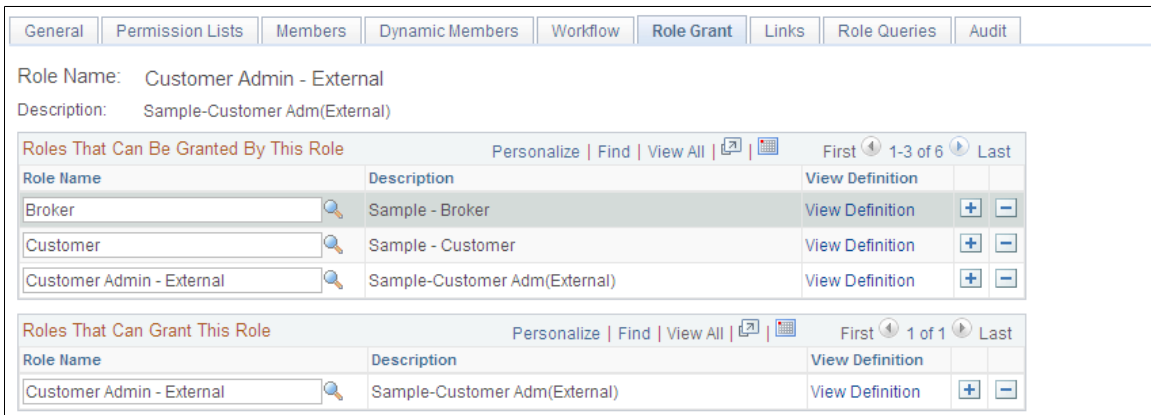 General Permission Lists Members Dynamic Members Workflow Role Grant Links Role Queries Audit
Role Name: Customer Admin - External
Description: Sample-Customer Adm(External)
Roles That Can Be Granted By This Role Personalize | Find | View All | | First 1-3 of 6 Last
Role Name Description View Definition
Broker Sample - Broker View Definition
Customer Sample - Customer View Definition
Customer Admin - External Sample-Customer Adm(External) View Definition
Roles That Can Grant This Role Personalize | Find | View All | | First 1 of 1 Last
Role Name Description View Definition
Customer Admin - External Sample-Customer Adm(External) View Definition